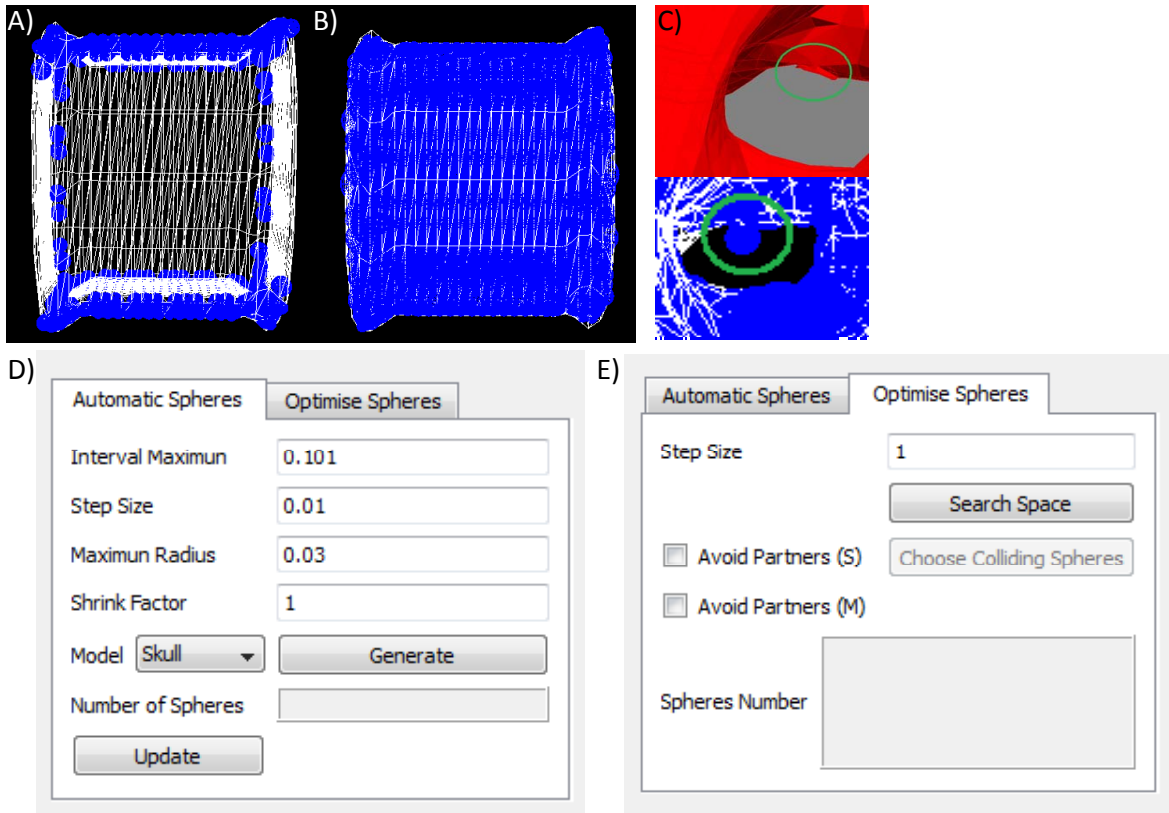 A)
B)
C)
D)
Automatic Spheres
Optimise Spheres
Interval Maximun
0.101
Step Size
0.01
Maximun Radius
0.03
Shrink Factor
1
Model
Skull
Generate
Number of Spheres
Update
E)
Automatic Spheres
Optimise Spheres
Step Size
1
Search Space
Avoid Partners (S)
Choose Colliding Spheres
Avoid Partners (M)
Spheres Number